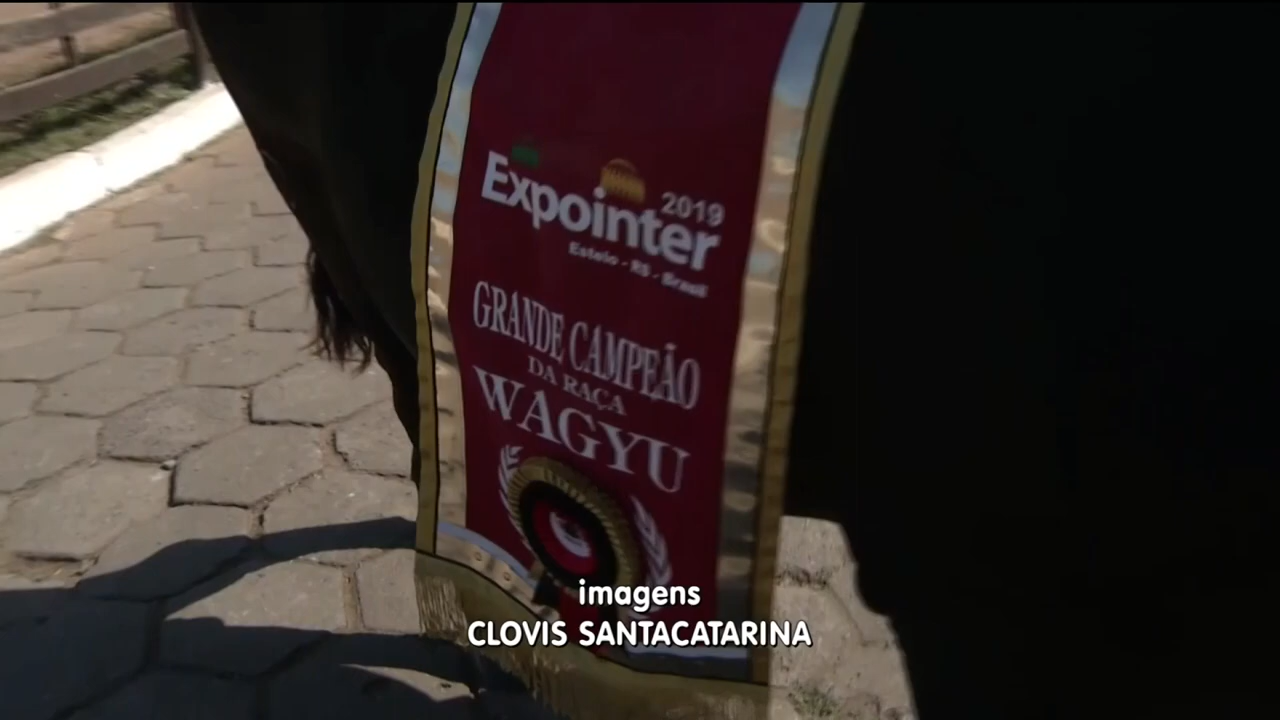 Expointer 2019
Esteio - RS - Brasil
GRANDE CAMPEÃO
DA RAÇA
WAGYU
imagens
CLOVIS SANTACATARINA